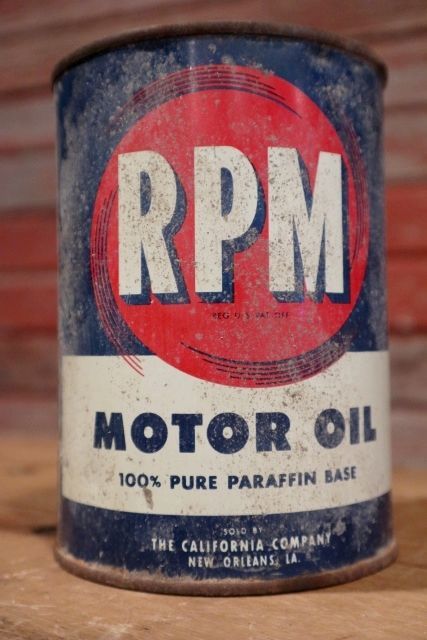 RPM
REG. U. S. PAT. OFF.
MOTOR OIL
100% PURE PARAFFIN BASE
SOLD BY
THE CALIFORNIA COMPANY
NEW ORLEANS, LA.